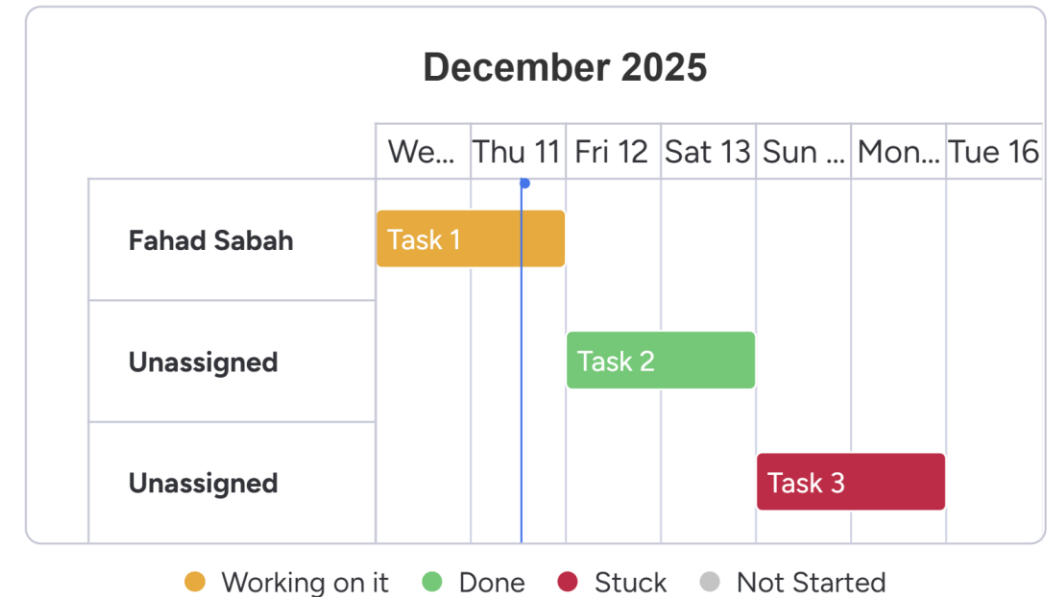 December 2025
We... Thu 11 Fri 12 Sat 13 Sun ... Mon... Tue 16
Fahad Sabah Task 1
Unassigned Task 2
Unassigned Task 3
Working on it Done Stuck Not Started